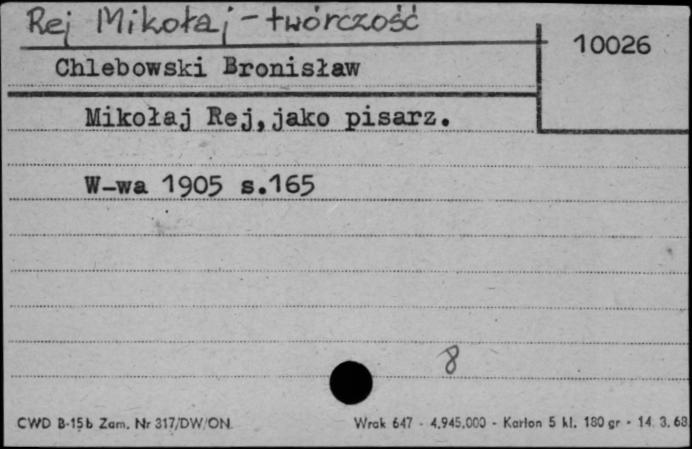 Rej Mikołaj - twórczość
10026
Chlebowski Bronisław
Mikołaj Rej, jako pisarz.
W-wa 1905 s.165
8
CWD B-15b Zam. Nr 317/DW/ON.
Wrak 647 - 4.945.000 - Karton 5 kl. 180 gr - 14. 3. 68